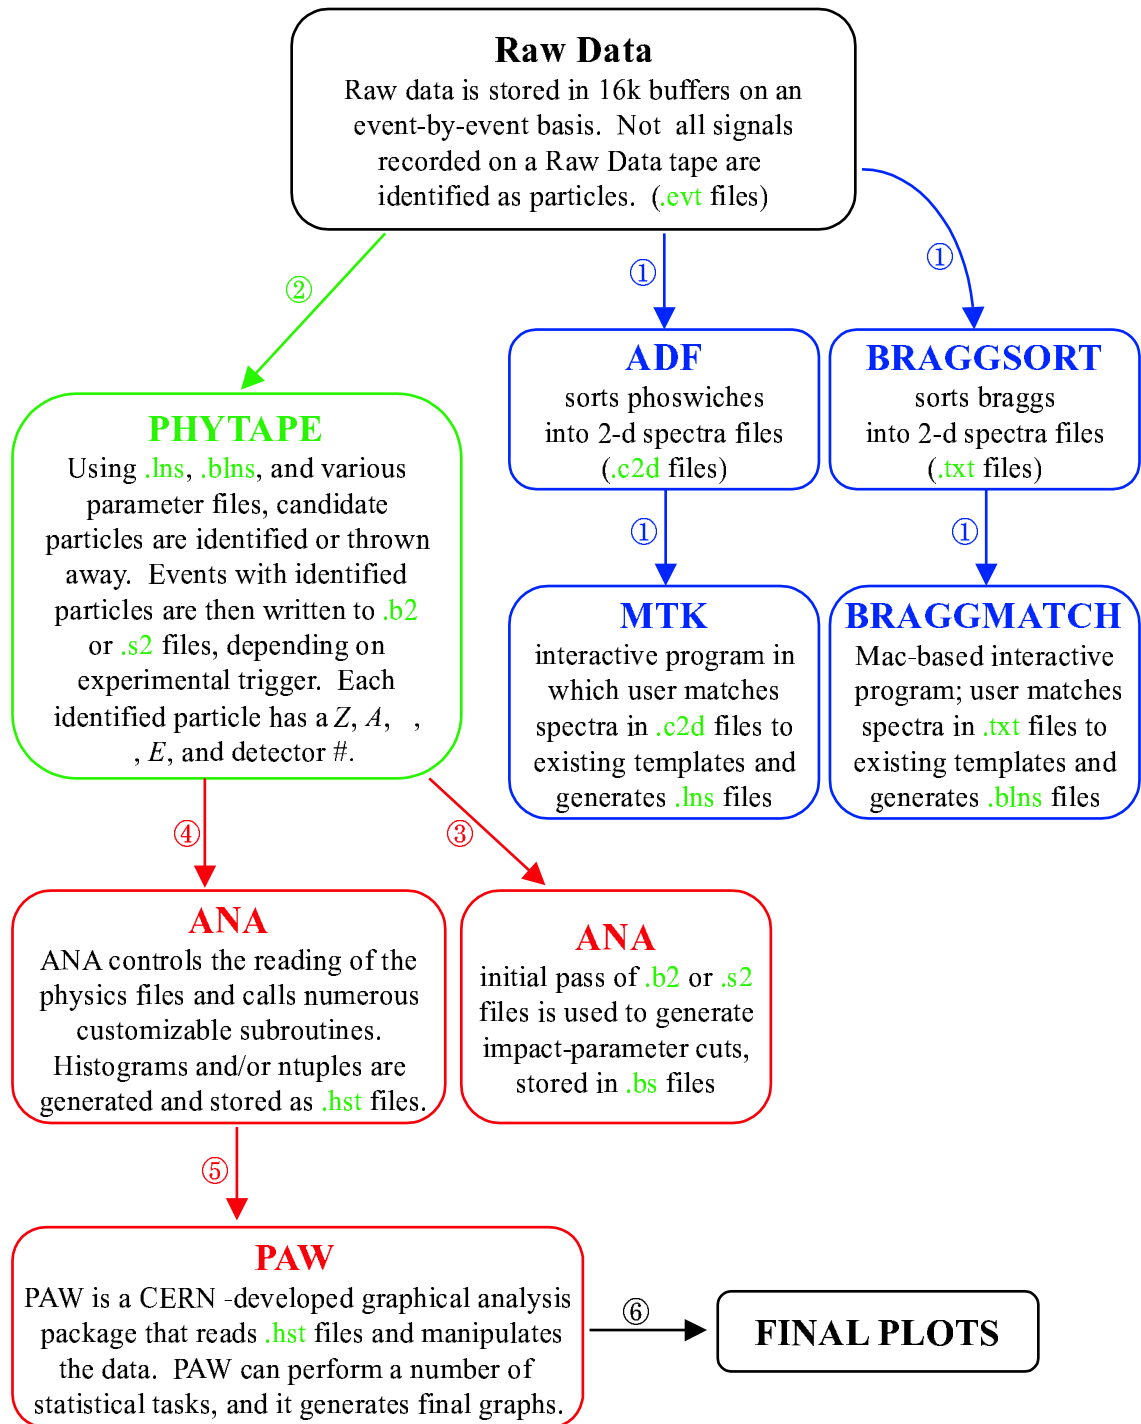 Raw Data
Raw data is stored in 16k buffers on an
event-by-event basis.  Not  all signals
recorded on a Raw Data tape are
identified as particles.  (.evt files)
②
①
①
ADF
sorts phoswiches
into 2-d spectra files
(.c2d files)
BRAGGSORT
sorts braggs
into 2-d spectra files
(.txt files)
PHYTAPE
Using .lns, .blns, and various
parameter files, candidate
particles are identified or thrown
away.  Events with identified
particles are then written to .b2
or .s2 files, depending on
experimental trigger.  Each
identified particle has a Z, A,   ,
, E, and detector #.
①
①
MTK
interactive program in
which user matches
spectra in .c2d files to
existing templates and
generates .lns files
BRAGGMATCH
Mac-based interactive
program; user matches
spectra in .txt files to
existing templates and
generates .blns files
④
③
ANA
ANA controls the reading of the
physics files and calls numerous
customizable subroutines.
Histograms and/or ntuples are
generated and stored as .hst files.
ANA
initial pass of .b2 or .s2
files is used to generate
impact-parameter cuts,
stored in .bs files
⑤
PAW
PAW is a CERN -developed graphical analysis
package that reads .hst files and manipulates
the data.  PAW can perform a number of
statistical tasks, and it generates final graphs.
⑥
FINAL PLOTS